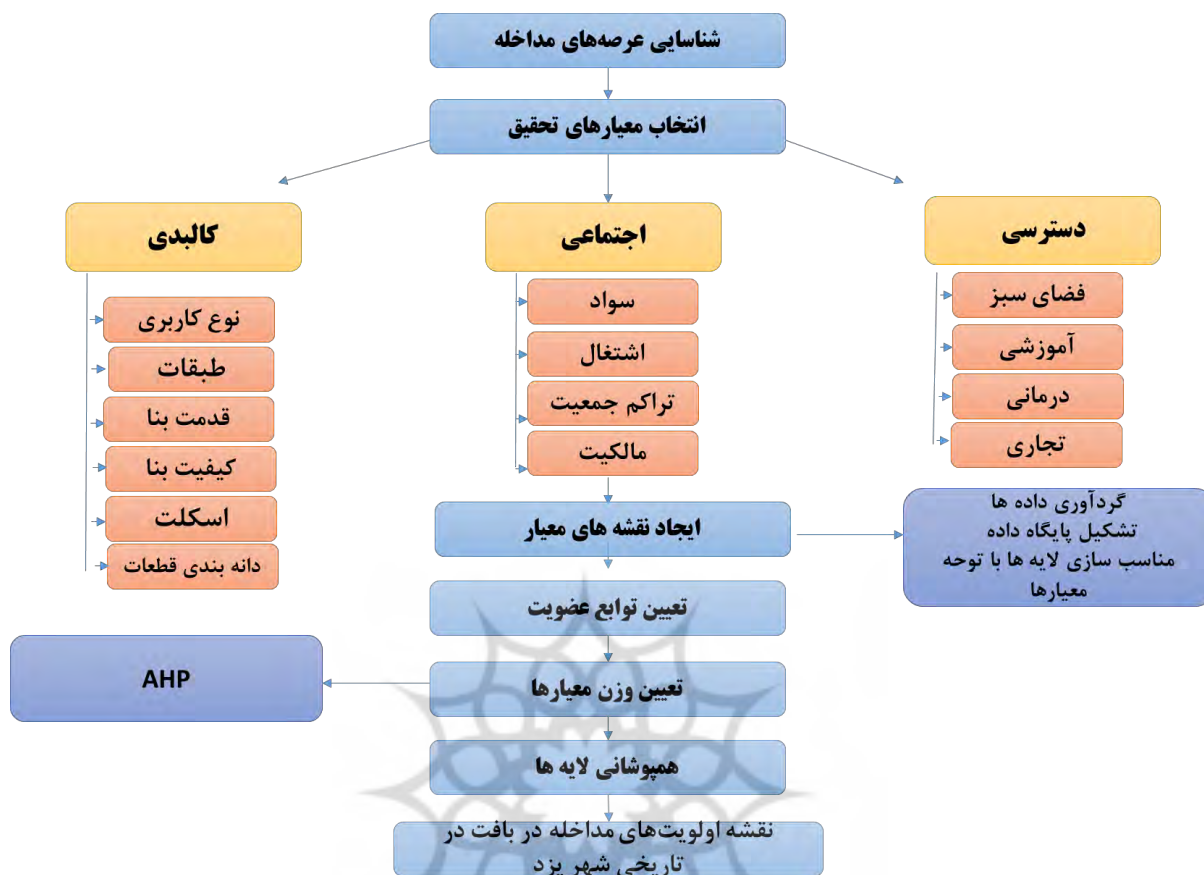 شناسایی عرصه‌های مداخله
انتخاب معیارهای تحقیق
دسترسی
فضای سبز
آموزشی
درمانی
تجاری
اجتماعی
سواد
اشتغال
تراکم جمعیت
مالکیت
کالبدی
نوع کاربری
طبقات
قدمت بنا
کیفیت بنا
اسکلت
دانه بندی قطعات
ایجاد نقشه های معیار
گردآوری داده ها
تشکیل پایگاه داده
مناسب سازی لایه ها با توحه
معیارها
تعیین توابع عضویت
تعیین وزن معیارها
AHP
همپوشانی لایه ها
نقشه اولویت‌های مداخله در بافت در
تاریخی شهر یزد